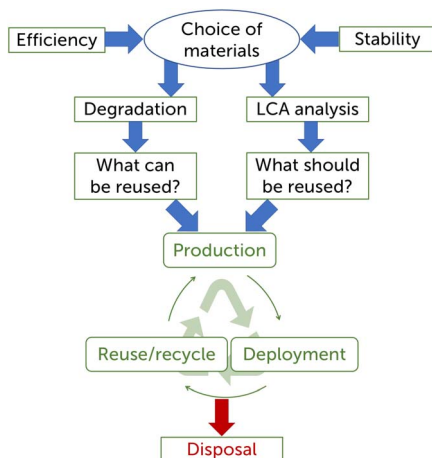 Efficiency
Choice of
materials
Stability
Degradation
LCA analysis
What can
be reused?
What should
be reused?
Production
Reuse/recycle
Deployment
Disposal